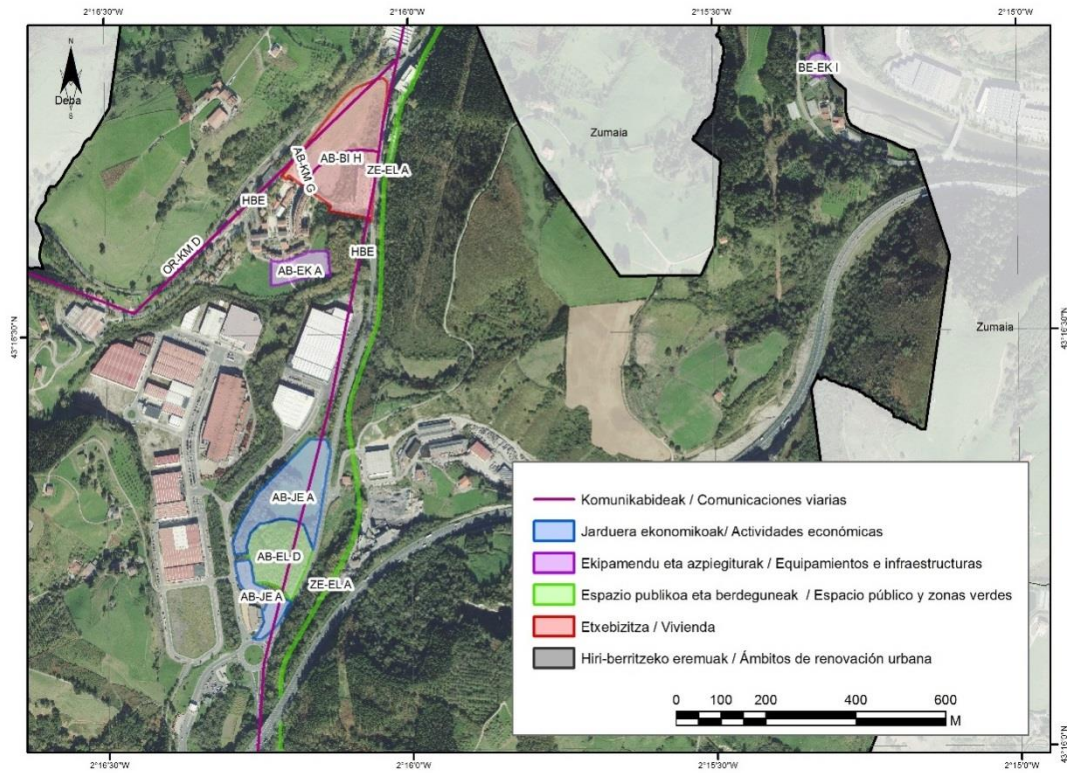 2°16'30"W
2°16'0"W
2°15'30"W
2°15'0"W
N
Deba
S
BE-EK I
Zumaia
AB-BI H
AB-KM G
ZE-EL A
HBE
OR-KM D
HBE
AB-EK A
43°16'30"N
Zumaia
43°16'30"N
AB-JE A
AB-EL D
ZE-EL A
AB-JE A
Komunikabideak / Comunicaciones viarias
Jarduera ekonomikoak/ Actividades económicas
Ekipamendu eta azpiegiturak / Equipamientos e infraestructuras
Espazio publikoa eta berdeguneak / Espacio público y zonas verdes
Etxebizitza / Vivienda
Hiri-berritzeko eremuak / Ámbitos de renovación urbana
0 100 200 400 600
M
43°16'0"N
2°16'30"W
2°16'0"W
2°15'30"W
2°15'0"W